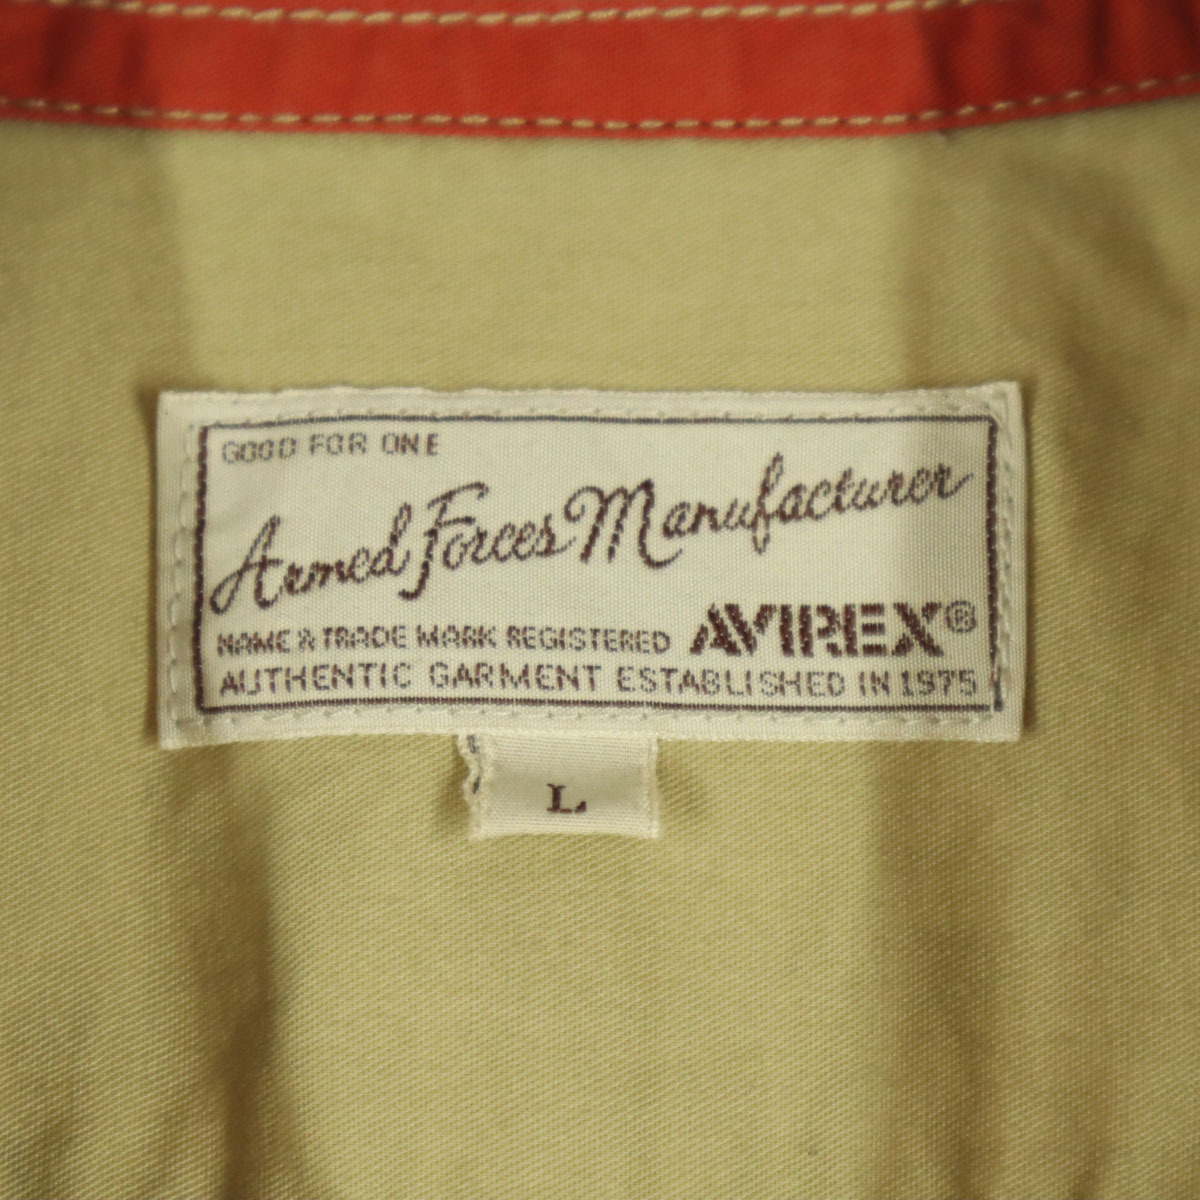 GOOD FOR ONE
Armed Forces Manufacturer
NAME & TRADE MARK REGISTERED AVIREX®
AUTHENTIC GARMENT ESTABLISHED IN 1975
L